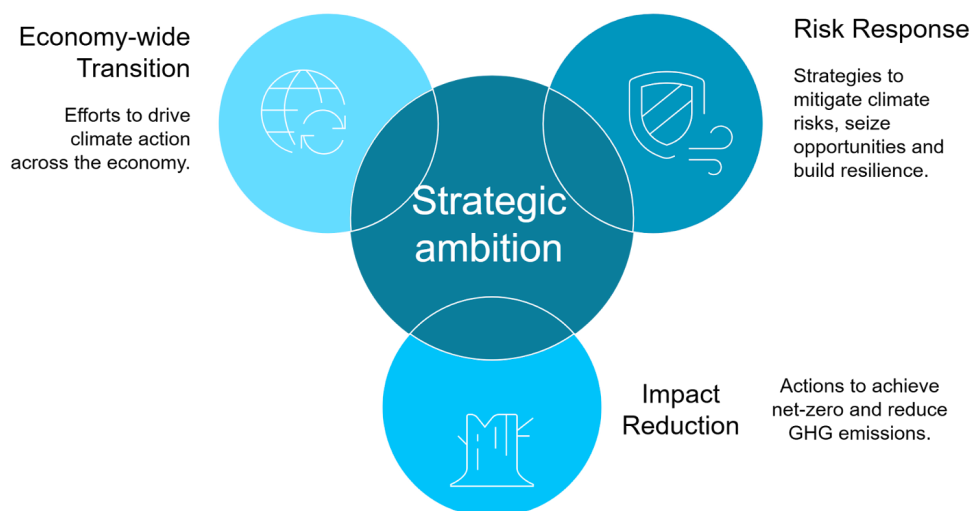 Economy-wide
Transition
Efforts to drive
climate action
across the economy.
Risk Response
Strategies to
mitigate climate
risks, seize
opportunities and
build resilience.
Strategic
ambition
Impact
Reduction
Actions to achieve
net-zero and reduce
GHG emissions.